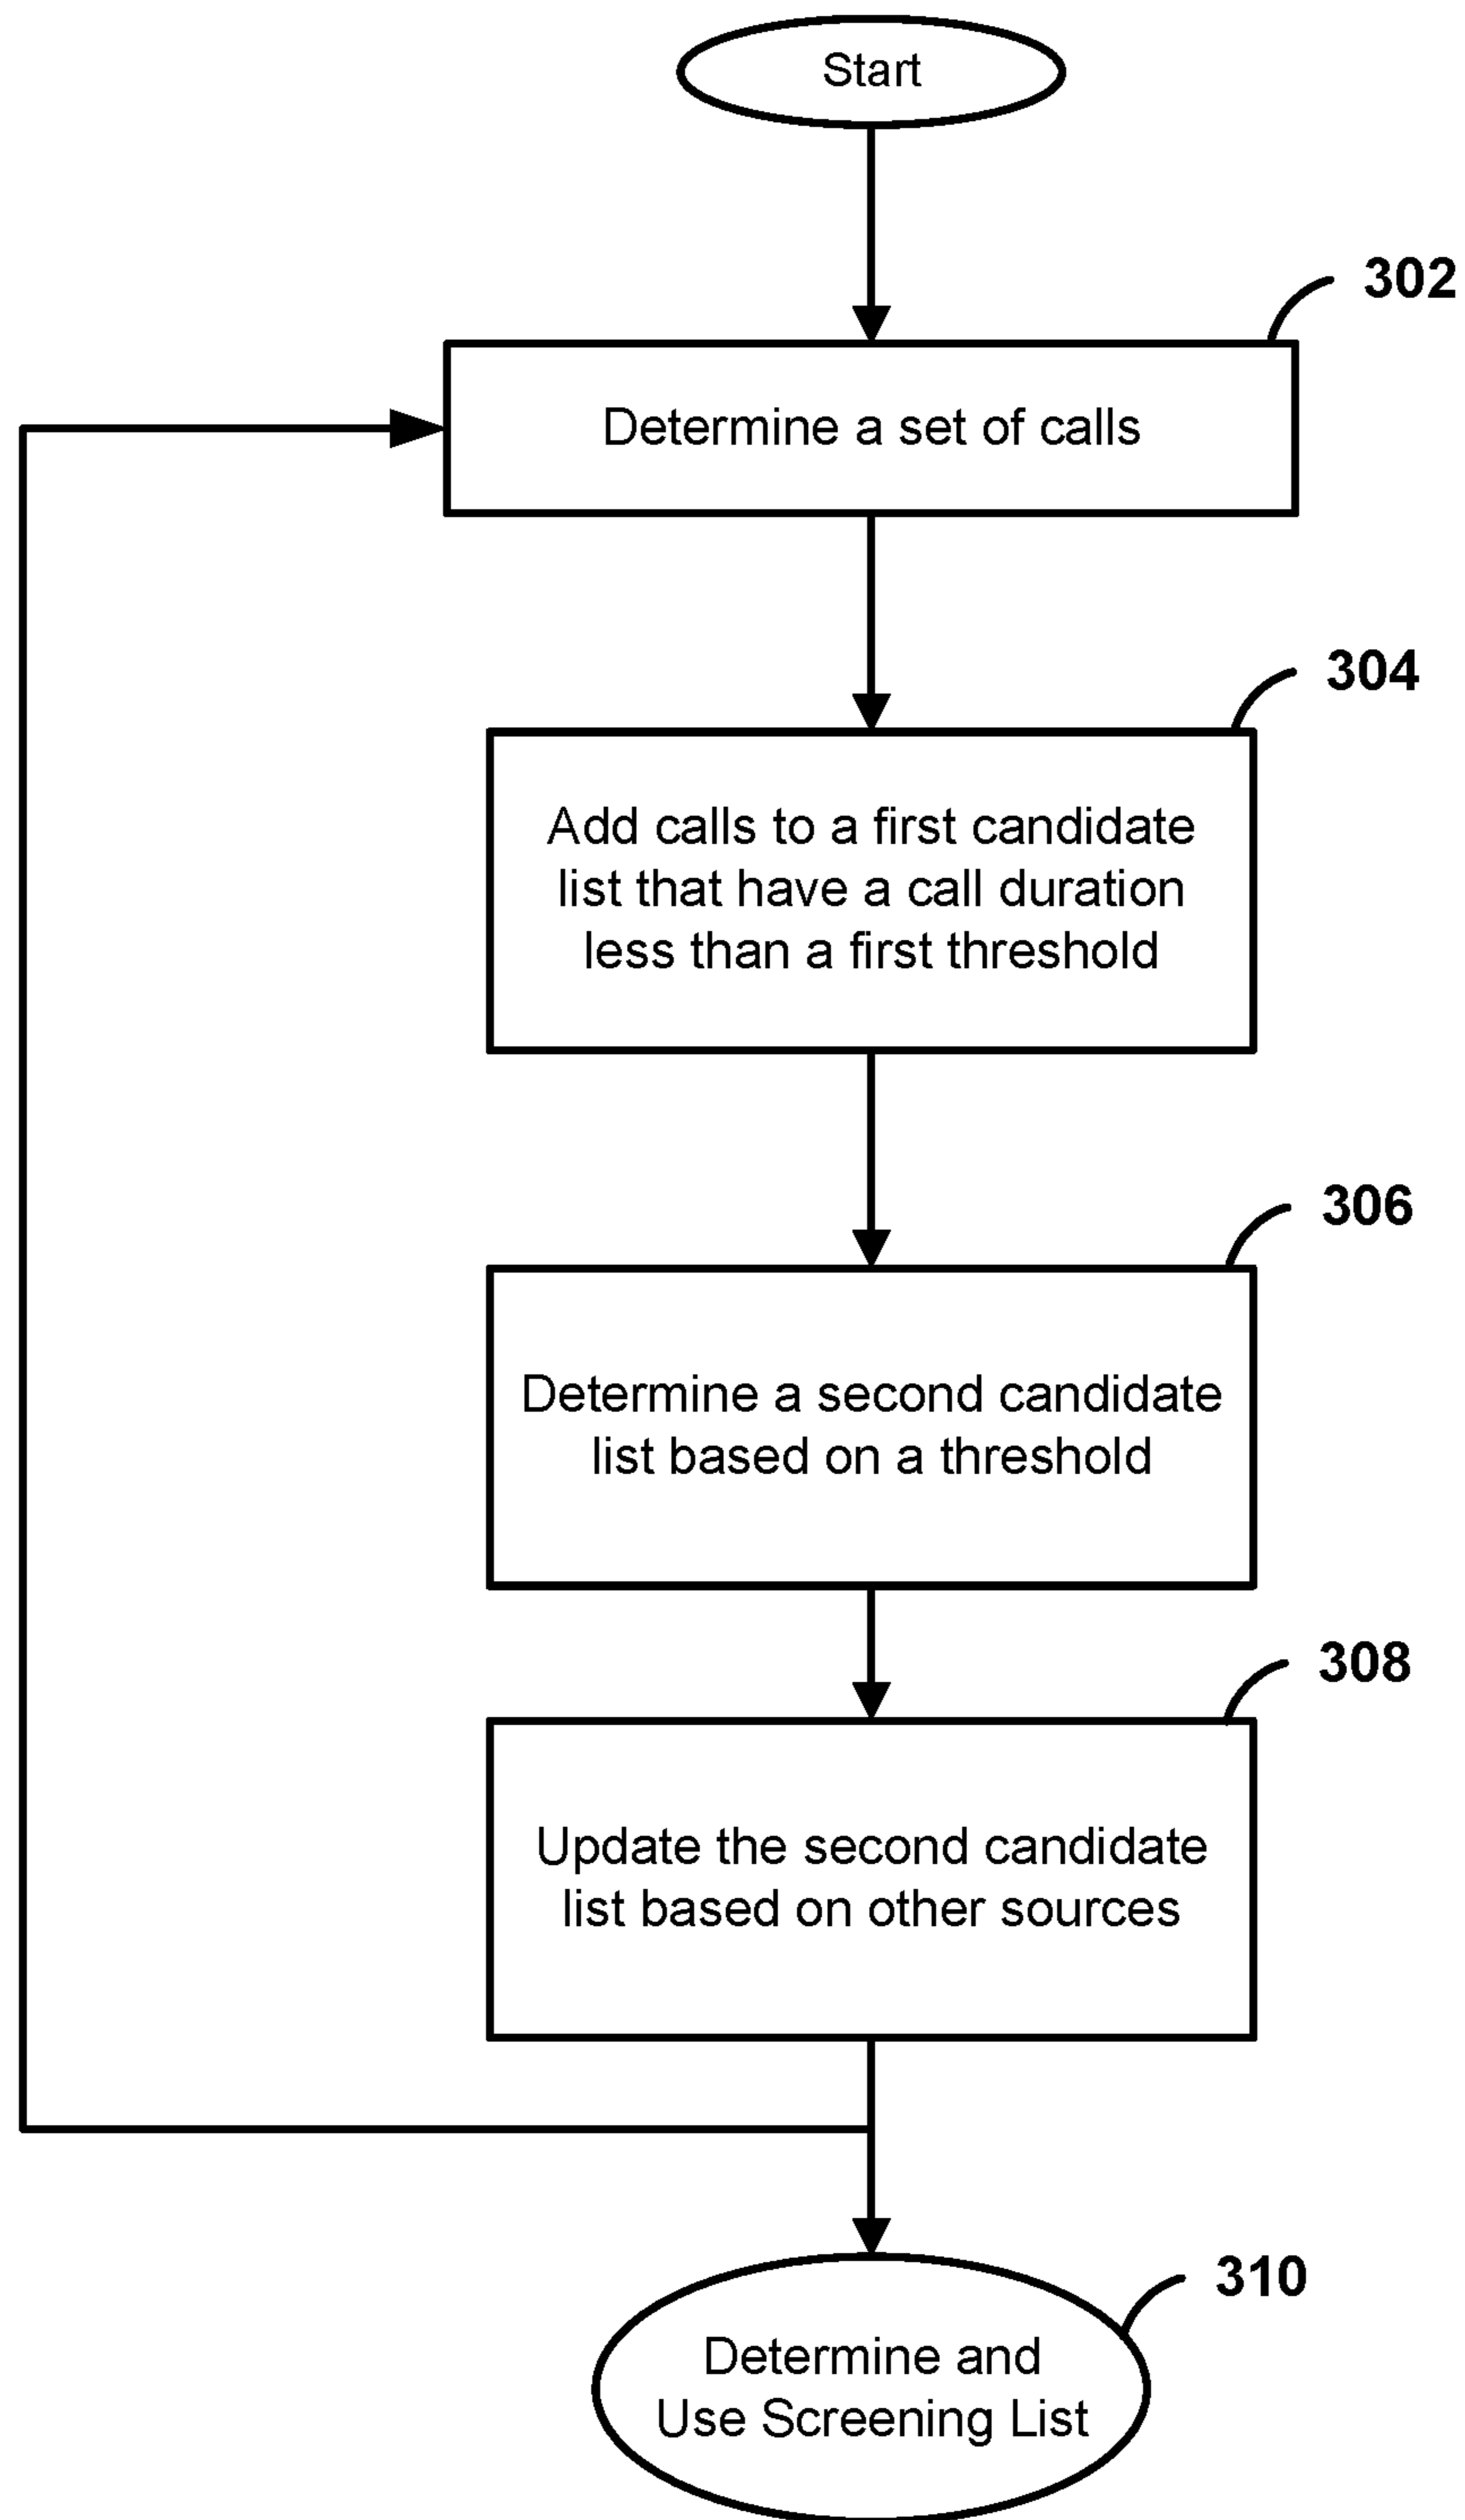 Start
302
Determine a set of calls
304
Add calls to a first candidate
list that have a call duration
less than a first threshold
306
Determine a second candidate
list based on a threshold
308
Update the second candidate
list based on other sources
310
Determine and
Use Screening List